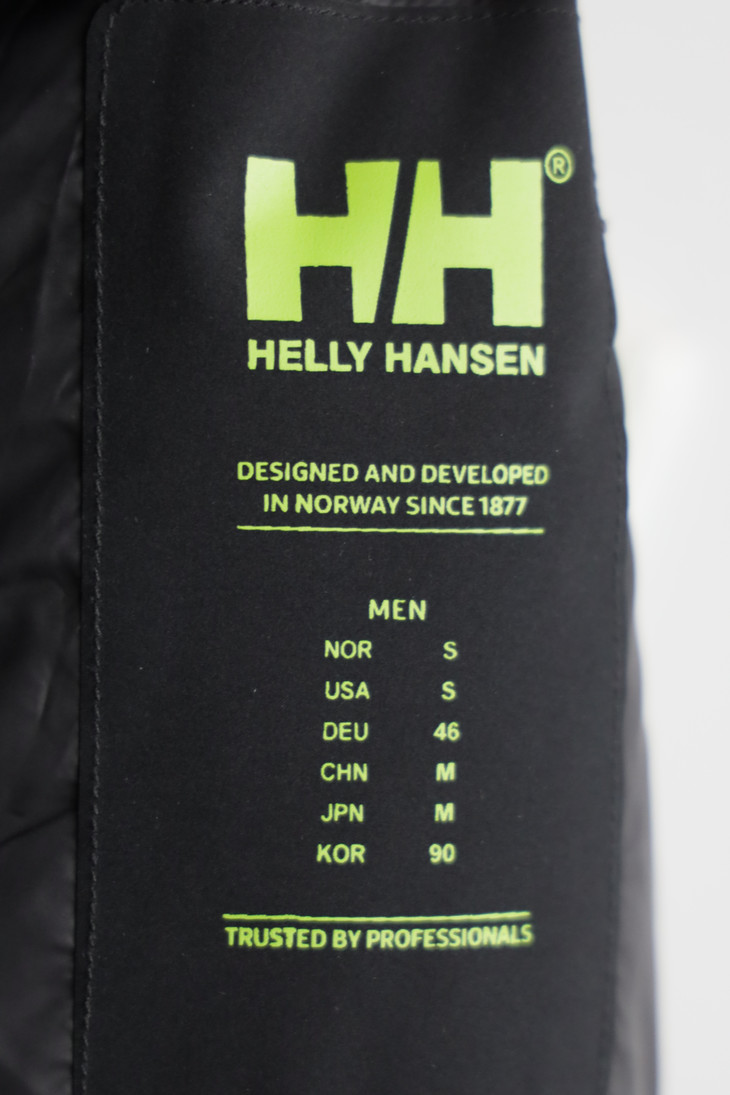 HH®
HELLY HANSEN
DESIGNED AND DEVELOPED
IN NORWAY SINCE 1877
MEN
NOR S
USA S
DEU 46
CHN M
JPN M
KOR 90
TRUSTED BY PROFESSIONALS